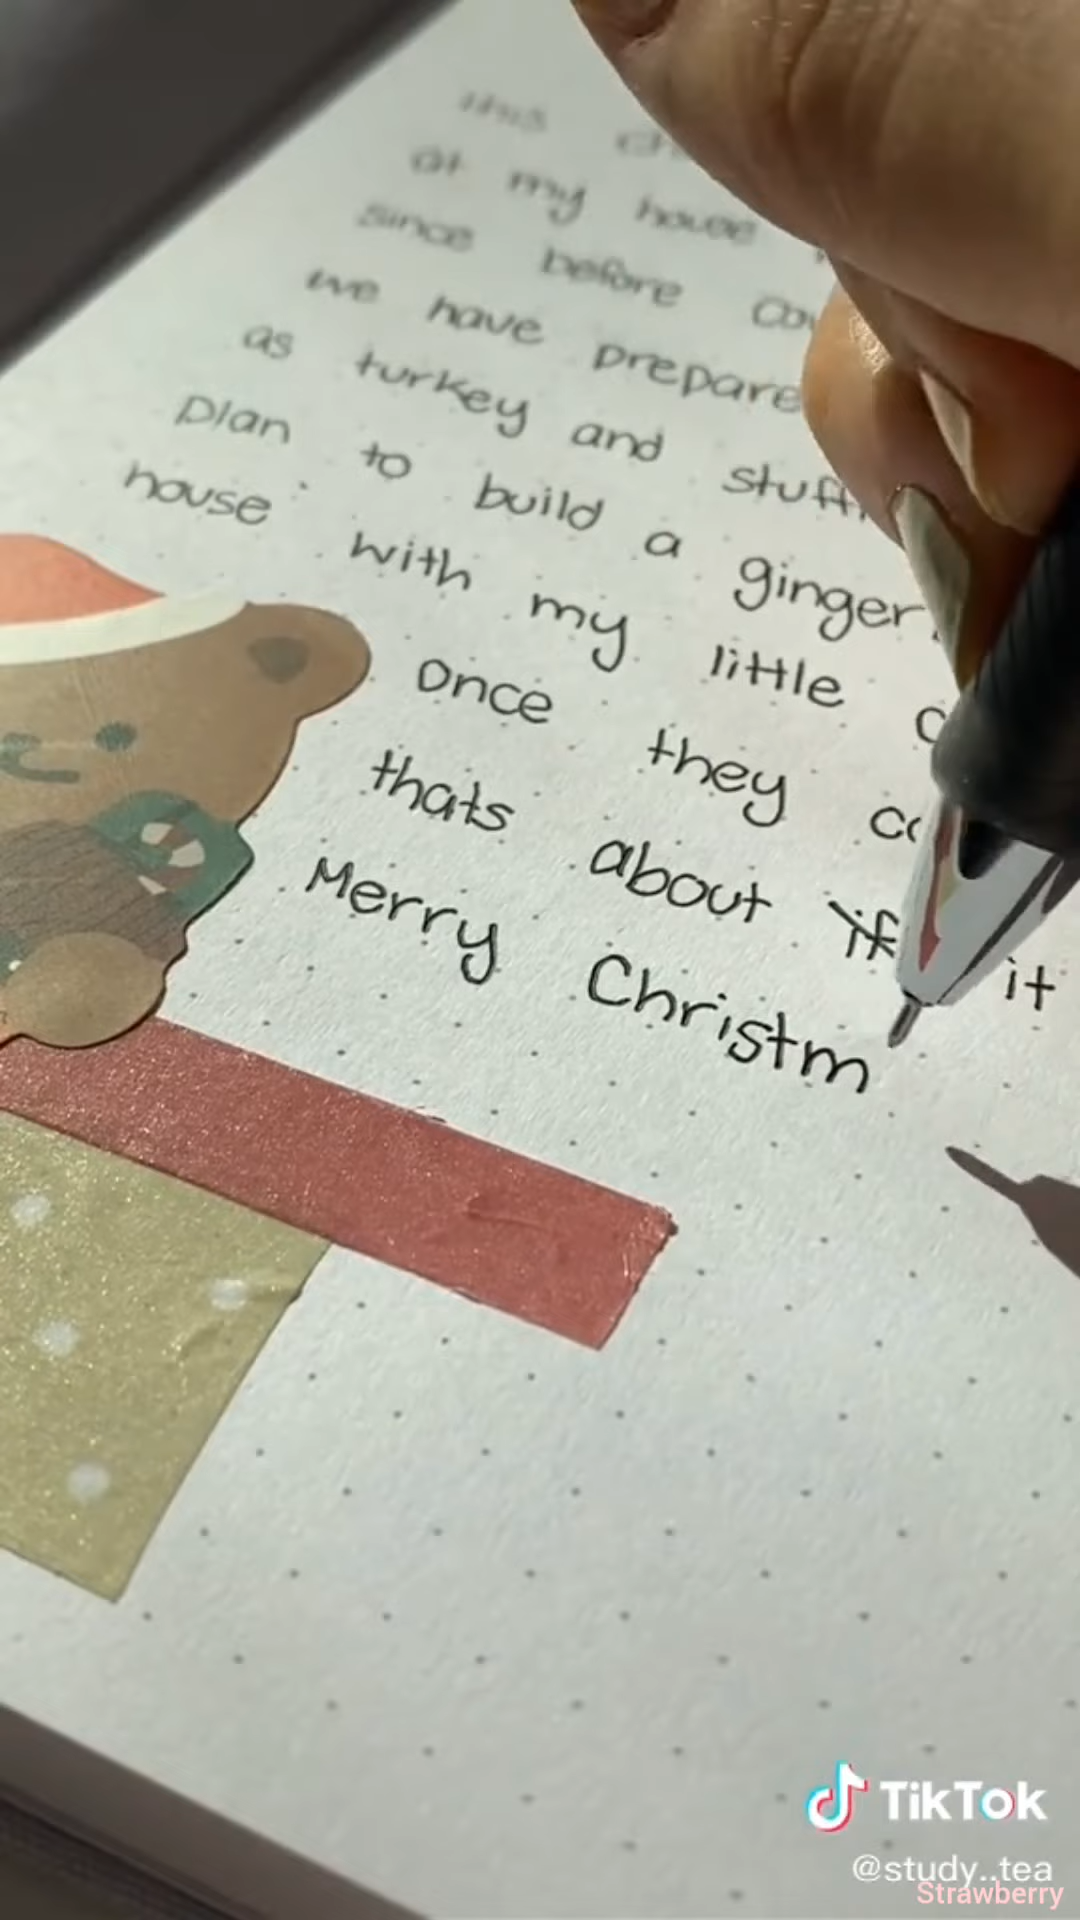 this
at my house
since before
we have prepare
as turkey and stuff
plan to build a ginger
house with my little
once they
thats about it
Merry Christm
TikTok
@study..tea
Strawberry